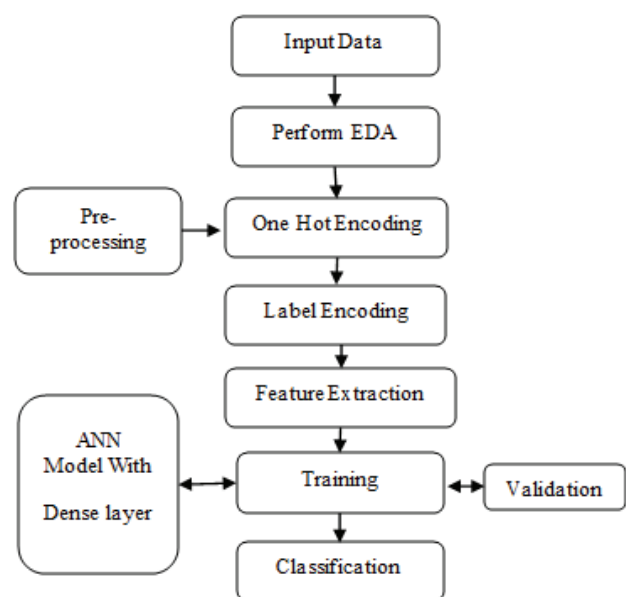 Input Data
Perform EDA
Pre-
processing
One Hot Encoding
Label Encoding
Feature Extraction
ANN
Model With
Dense layer
Training
Validation
Classification